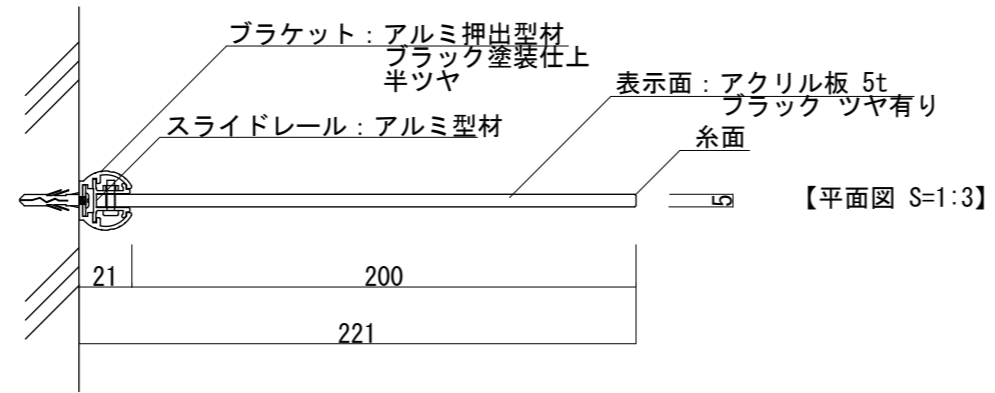 ブラケット：アルミ押出型材
ブラック塗装仕上
半ツヤ
表示面：アクリル板 5t
ブラック ツヤ有り
スライドレール：アルミ型材
糸面
5
【平面図 S=1:3】
21
200
221